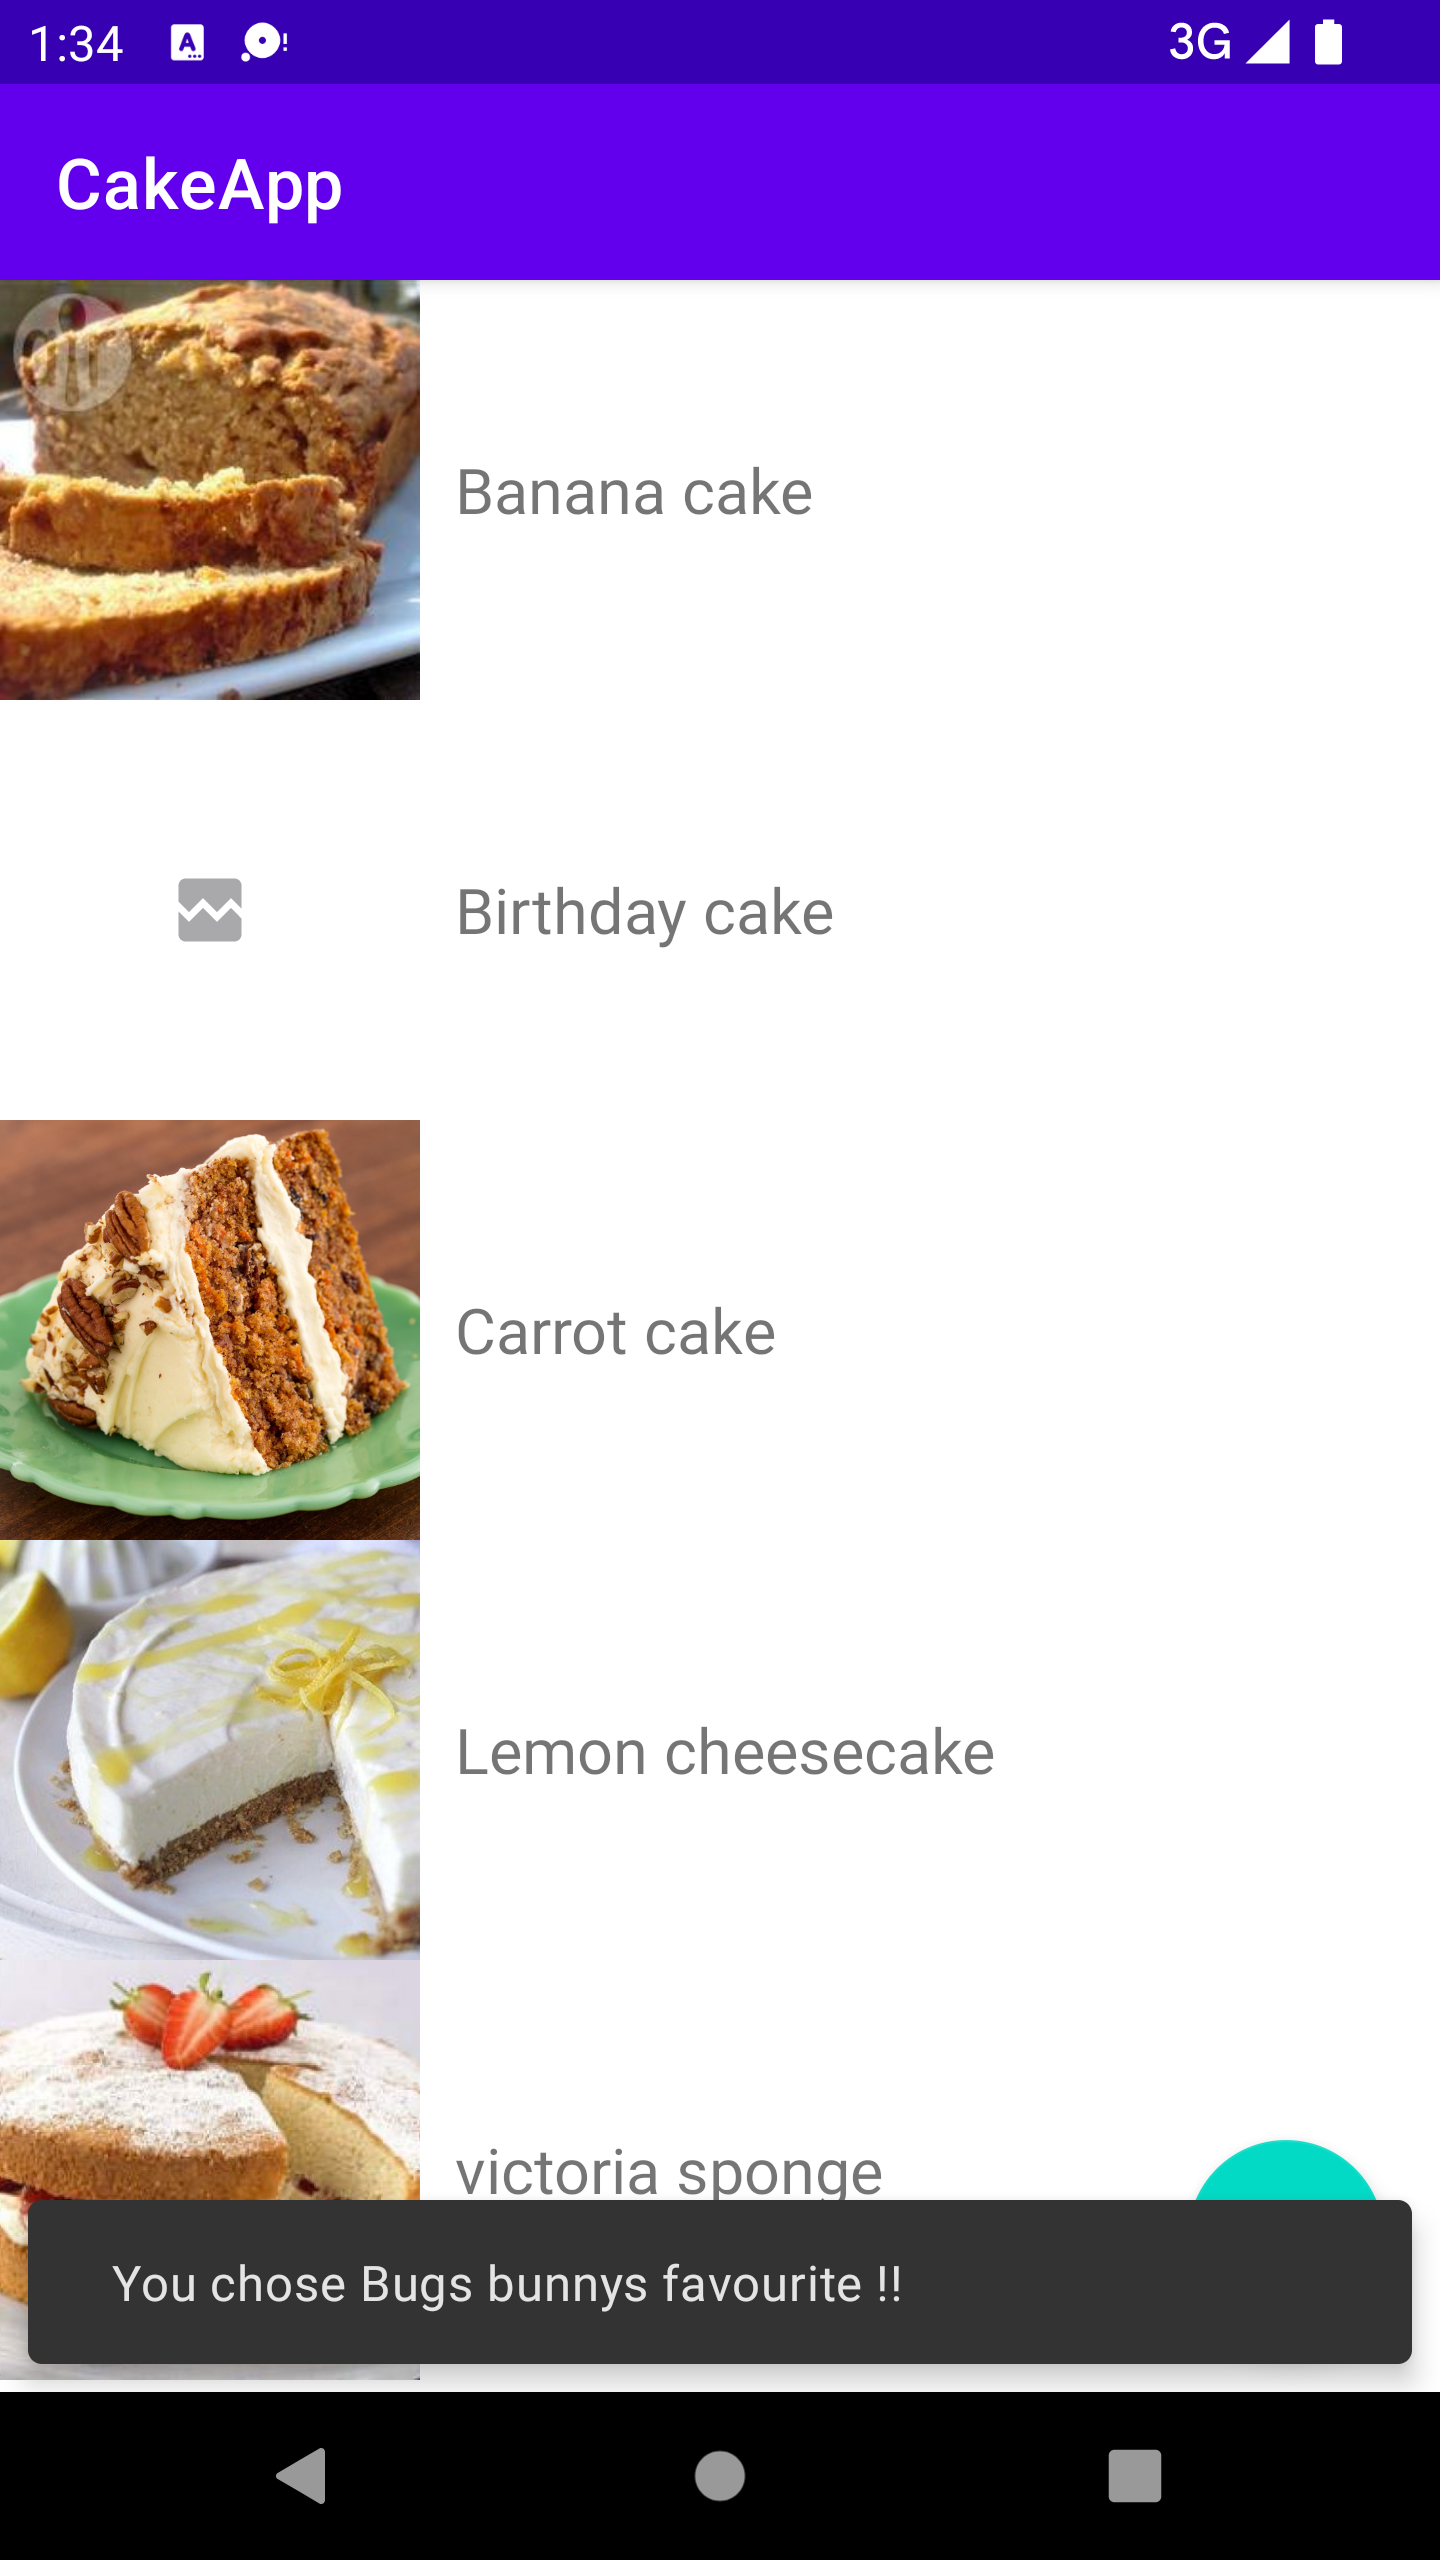 1:34
3G
CakeApp
Banana cake
Birthday cake
Carrot cake
Lemon cheesecake
victoria sponge
You chose Bugs bunnys favourite !!